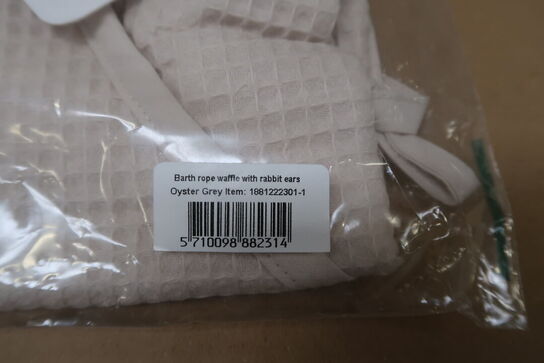 Barth rope waffle with rabbit ears
Oyster Grey Item: 1881222301-1
5 710098 882314